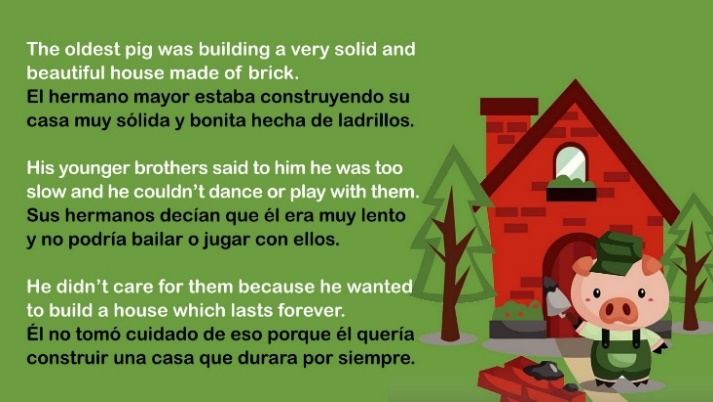 The oldest pig was building a very solid and
beautiful house made of brick.
El hermano mayor estaba construyendo su
casa muy sólida y bonita hecha de ladrillos.
His younger brothers said to him he was too
slow and he couldn't dance or play with them.
Sus hermanos decían que él era muy lento
y no podría bailar o jugar con ellos.
He didn't care for them because he wanted
to build a house which lasts forever.
Él no tomó cuidado de eso porque él quería
construir una casa que durara por siempre.